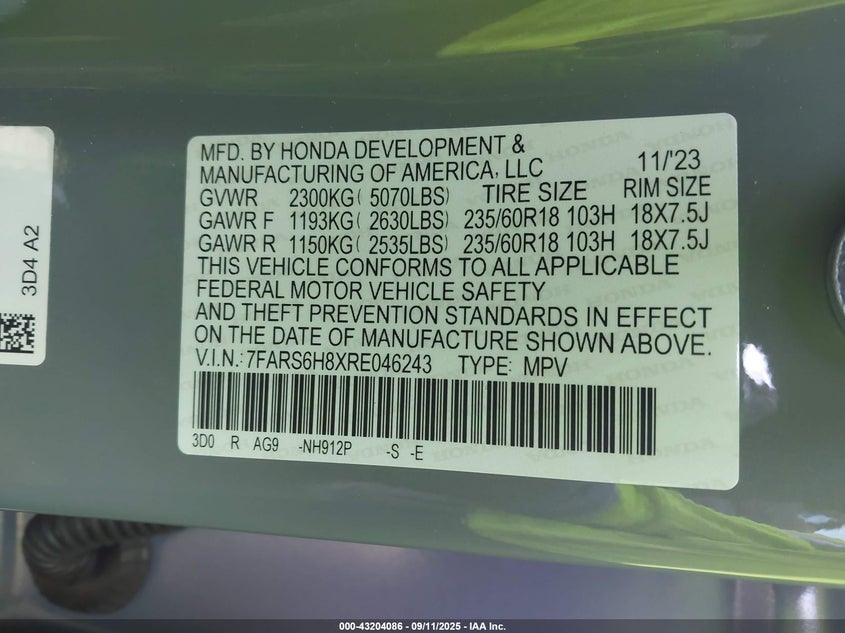 MFD. BY HONDA DEVELOPMENT &
MANUFACTURING OF AMERICA, LLC 11/'23
GVWR 2300KG( 5070LBS) TIRE SIZE RIM SIZE
GAWR F 1193KG( 2630LBS) 235/60R18 103H 18X7.5J
GAWR R 1150KG( 2535LBS) 235/60R18 103H 18X7.5J
THIS VEHICLE CONFORMS TO ALL APPLICABLE
FEDERAL MOTOR VEHICLE SAFETY
AND THEFT PREVENTION STANDARDS IN EFFECT
ON THE DATE OF MANUFACTURE SHOWN ABOVE.
V.I.N.: 7FARS6H8XRE046243 TYPE: MPV
3D0 R AG9 -NH912P -S -E
3D4 A2
000-43204086 - 09/11/2025 - IAA Inc.